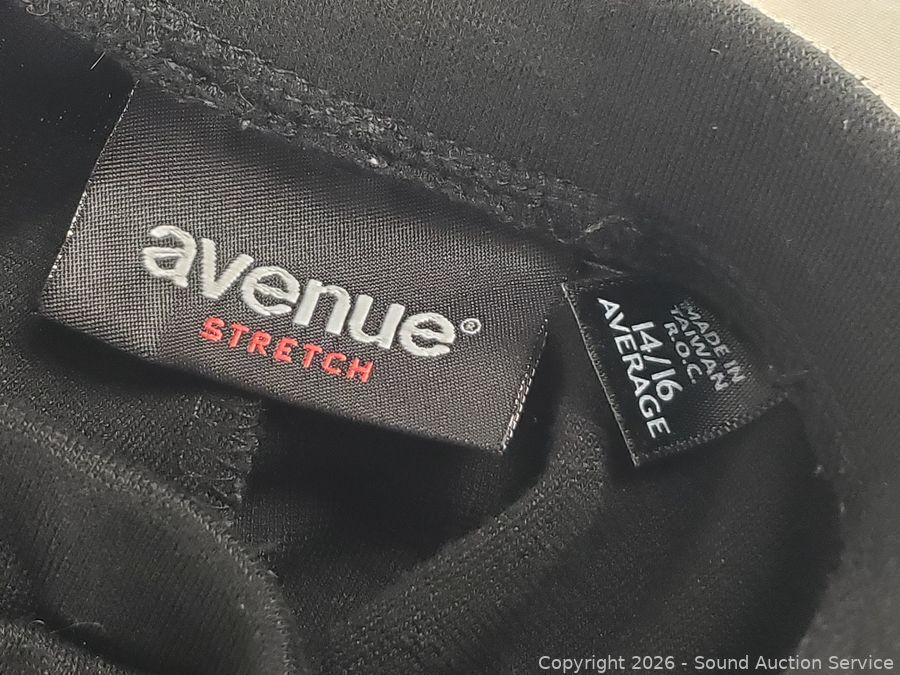 avenue®
STRETCH
MADE IN
TAIWAN
R.O.C.
14/16
AVERAGE
Copyright © 2026 - Sound Auction Service